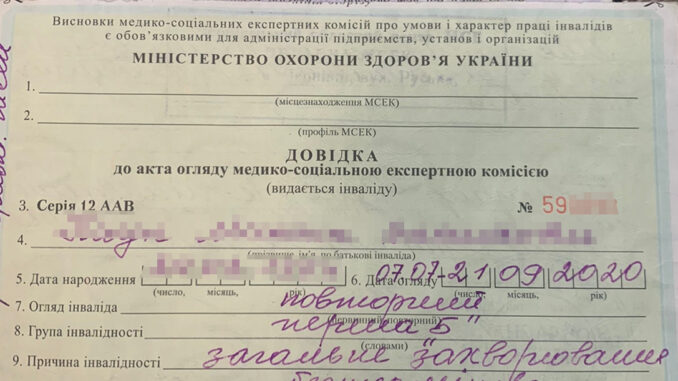 Висновки медико-соціальних експертних комісій про умови і характер праці інвалідів
є обов'язковими для адміністрації підприємств, установ і організацій
МІНІСТЕРСТВО ОХОРОНИ ЗДОРОВ'Я УКРАЇНИ
1.
(місцезнаходження МСЕК)
2.
(профіль МСЕК)
ДОВІДКА
до акта огляду медико-соціальною експертною комісією
(видається інваліду)
3. Серія 12 ААВ № 59
4.
(прізвище, ім'я, по батькові інваліда)
5. Дата народження 6. Дата огляду 07.07-21 09 2020
(число, місяць, рік) (число, місяць, рік)
7. Огляд інваліда повторний
(первинний, повторний)
8. Група інвалідності перша "Б"
(словами)
9. Причина інвалідності загальне захворювання